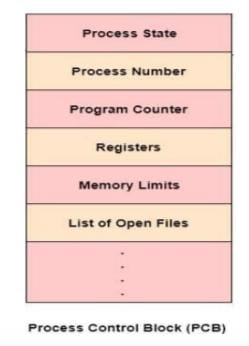 Process State
Process Number
Program Counter
Registers
Memory Limits
List of Open Files
.
.
.
.
Process Control Block (PCB)